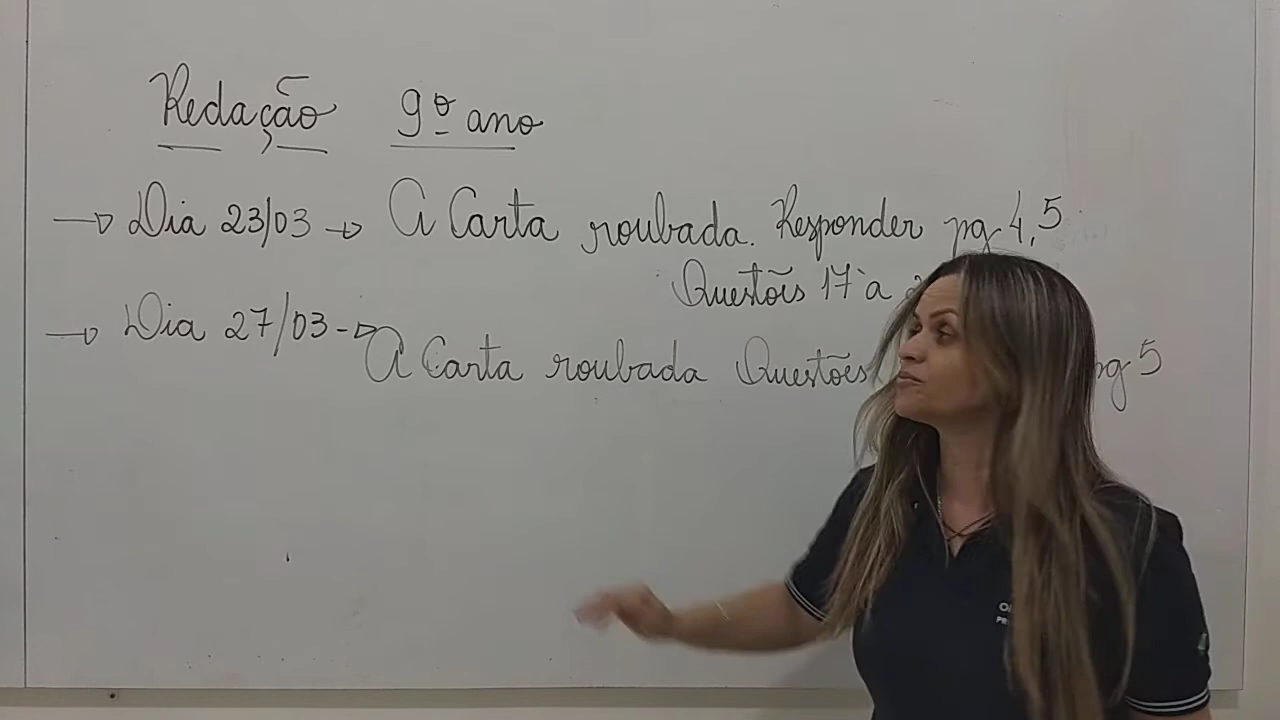 Redação 9º ano
→ Dia 23/03 → A Carta roubada. Responder pg 4,5
Questões 17 a
→ Dia 27/03 → A Carta roubada Questões pg 5